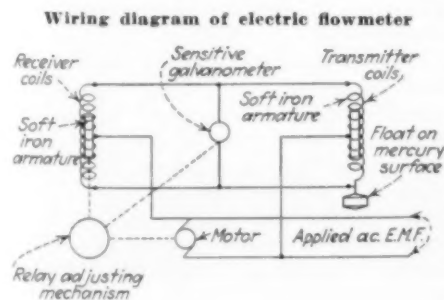 Wiring diagram of electric flowmeter
Receiver
coils
Sensitive
galvanometer
Transmitter
coils
Soft iron
armature
Soft
iron
armature
Float on
mercury
surface
Motor
Applied a.c. E.M.F.
Relay adjusting
mechanism